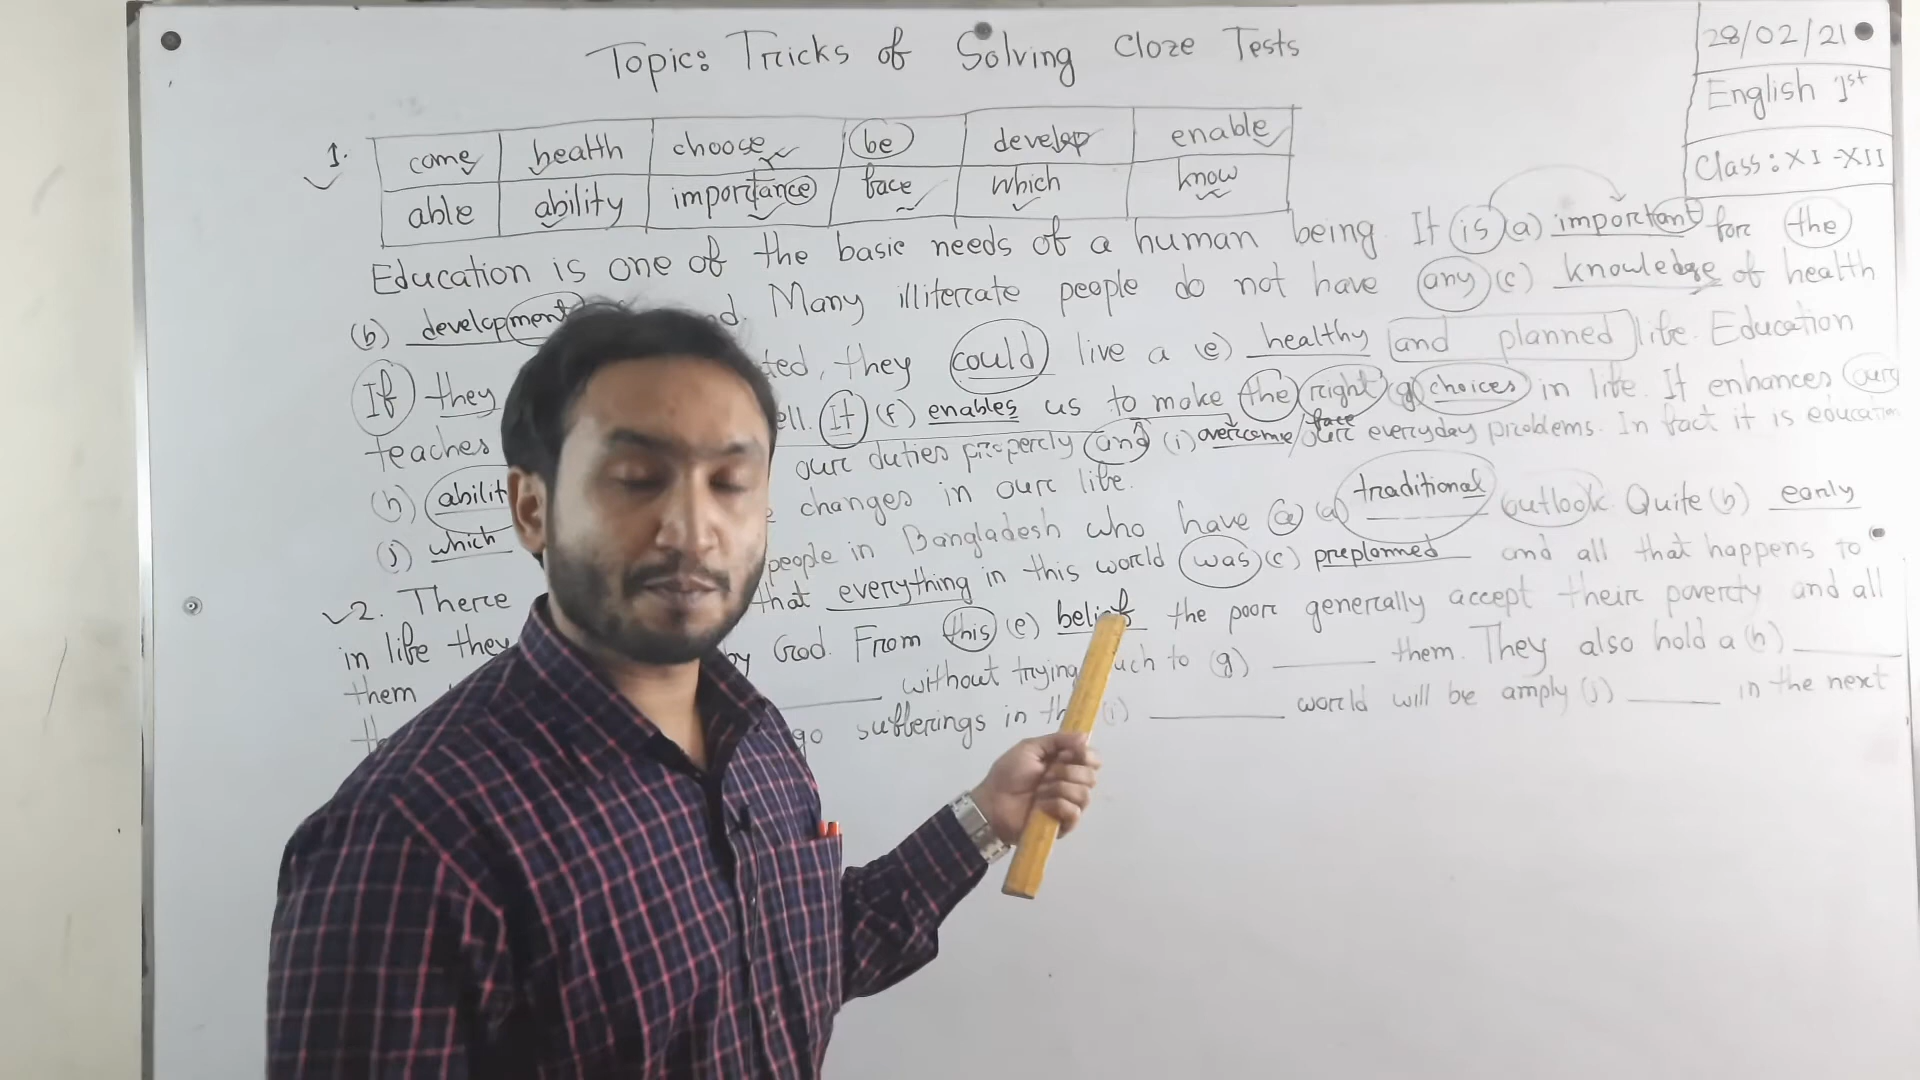 Topic: Tricks of Solving Cloze Tests
28/02/21
English 1st
Class: XI-XII
1.
come health choose be develop enable
able ability importance face which know
Education is one of the basic needs of a human being. It is (a) important for the
(b) development Many illiterate people do not have any (c) knowledge of health
If they they could live a (e) healthy and planned life. Education
teaches It (f) enables us to make the right (g) choices in life. It enhances our
(h) our duties properly and (i) overcome/face our everyday problems. In fact it is education
(j) which changes in our life.
2. There people in Bangladesh who have a (a) traditional outlook. Quite (b) early
in life they that everything in this world was (c) preplanned and all that happens to
them by God. From this (e) belief the poor generally accept their poverty and all
without trying to (g) ______ them. They also hold a (h) ______
sufferings in (i) ______ world will be amply (j) ______ in the next